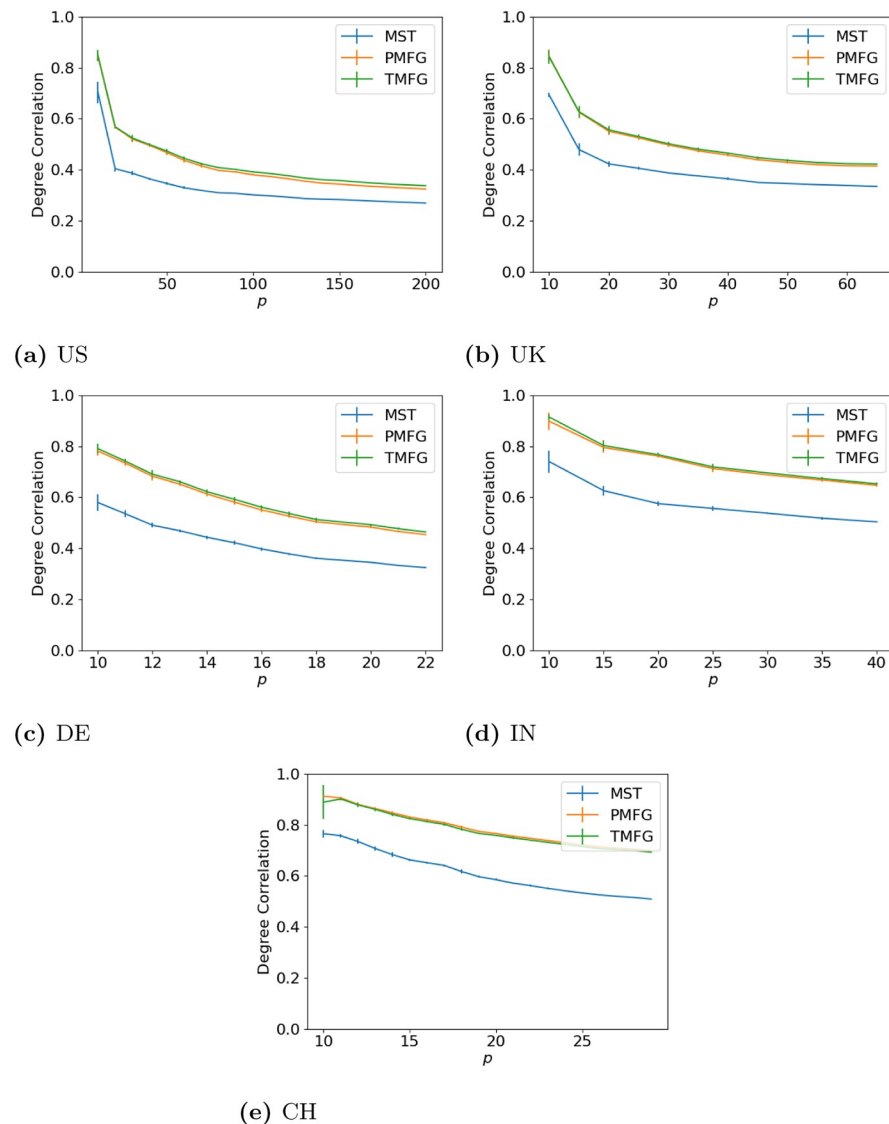 1.0
0.8
0.6
0.4
0.2
0.0
Degree Correlation
MST
PMFG
TMFG
50 100 150 200
p
(a) US
1.0
0.8
0.6
0.4
0.2
0.0
Degree Correlation
MST
PMFG
TMFG
10 20 30 40 50 60
p
(b) UK
1.0
0.8
0.6
0.4
0.2
0.0
Degree Correlation
MST
PMFG
TMFG
10 12 14 16 18 20 22
p
(c) DE
1.0
0.8
0.6
0.4
0.2
0.0
Degree Correlation
MST
PMFG
TMFG
10 15 20 25 30 35 40
p
(d) IN
1.0
0.8
0.6
0.4
0.2
0.0
Degree Correlation
MST
PMFG
TMFG
10 15 20 25
p
(e) CH